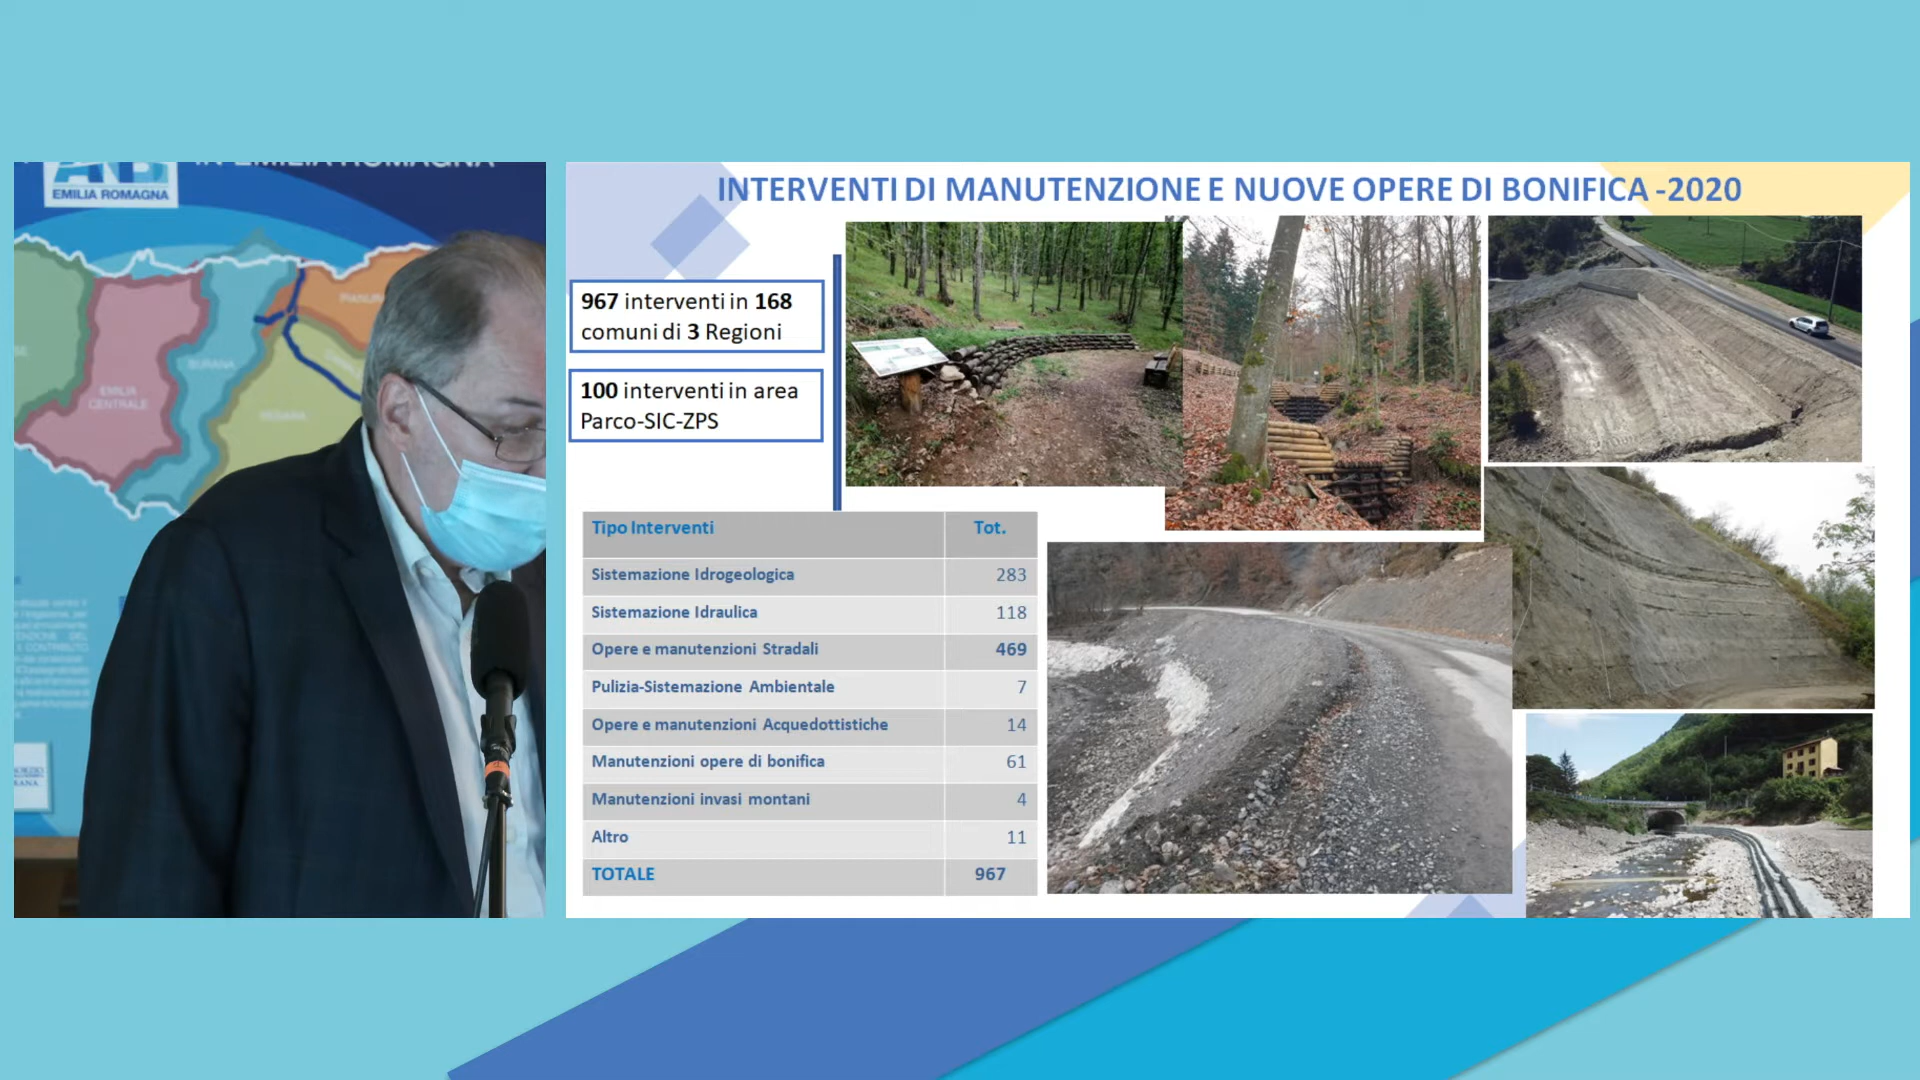 EMILIA ROMAGNA
EMILIA
CENTRALE
BURANA
INTERVENTI DI MANUTENZIONE E NUOVE OPERE DI BONIFICA -2020
967 interventi in 168
comuni di 3 Regioni
100 interventi in area
Parco-SIC-ZPS
Tipo Interventi Tot.
Sistemazione Idrogeologica 283
Sistemazione Idraulica 118
Opere e manutenzioni Stradali 469
Pulizia-Sistemazione Ambientale 7
Opere e manutenzioni Acquedottistiche 14
Manutenzioni opere di bonifica 61
Manutenzioni invasi montani 4
Altro 11
TOTALE 967